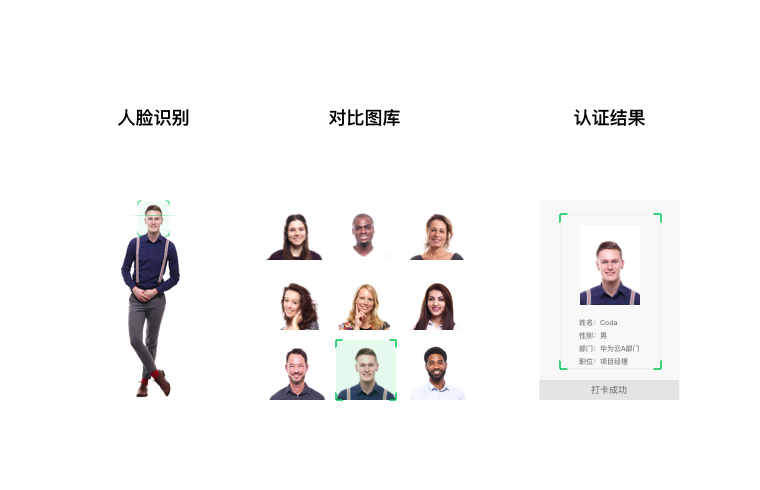 人脸识别
对比图库
认证结果
姓名：Coda
性别：男
部门：华为云A部门
职位：项目经理
打卡成功